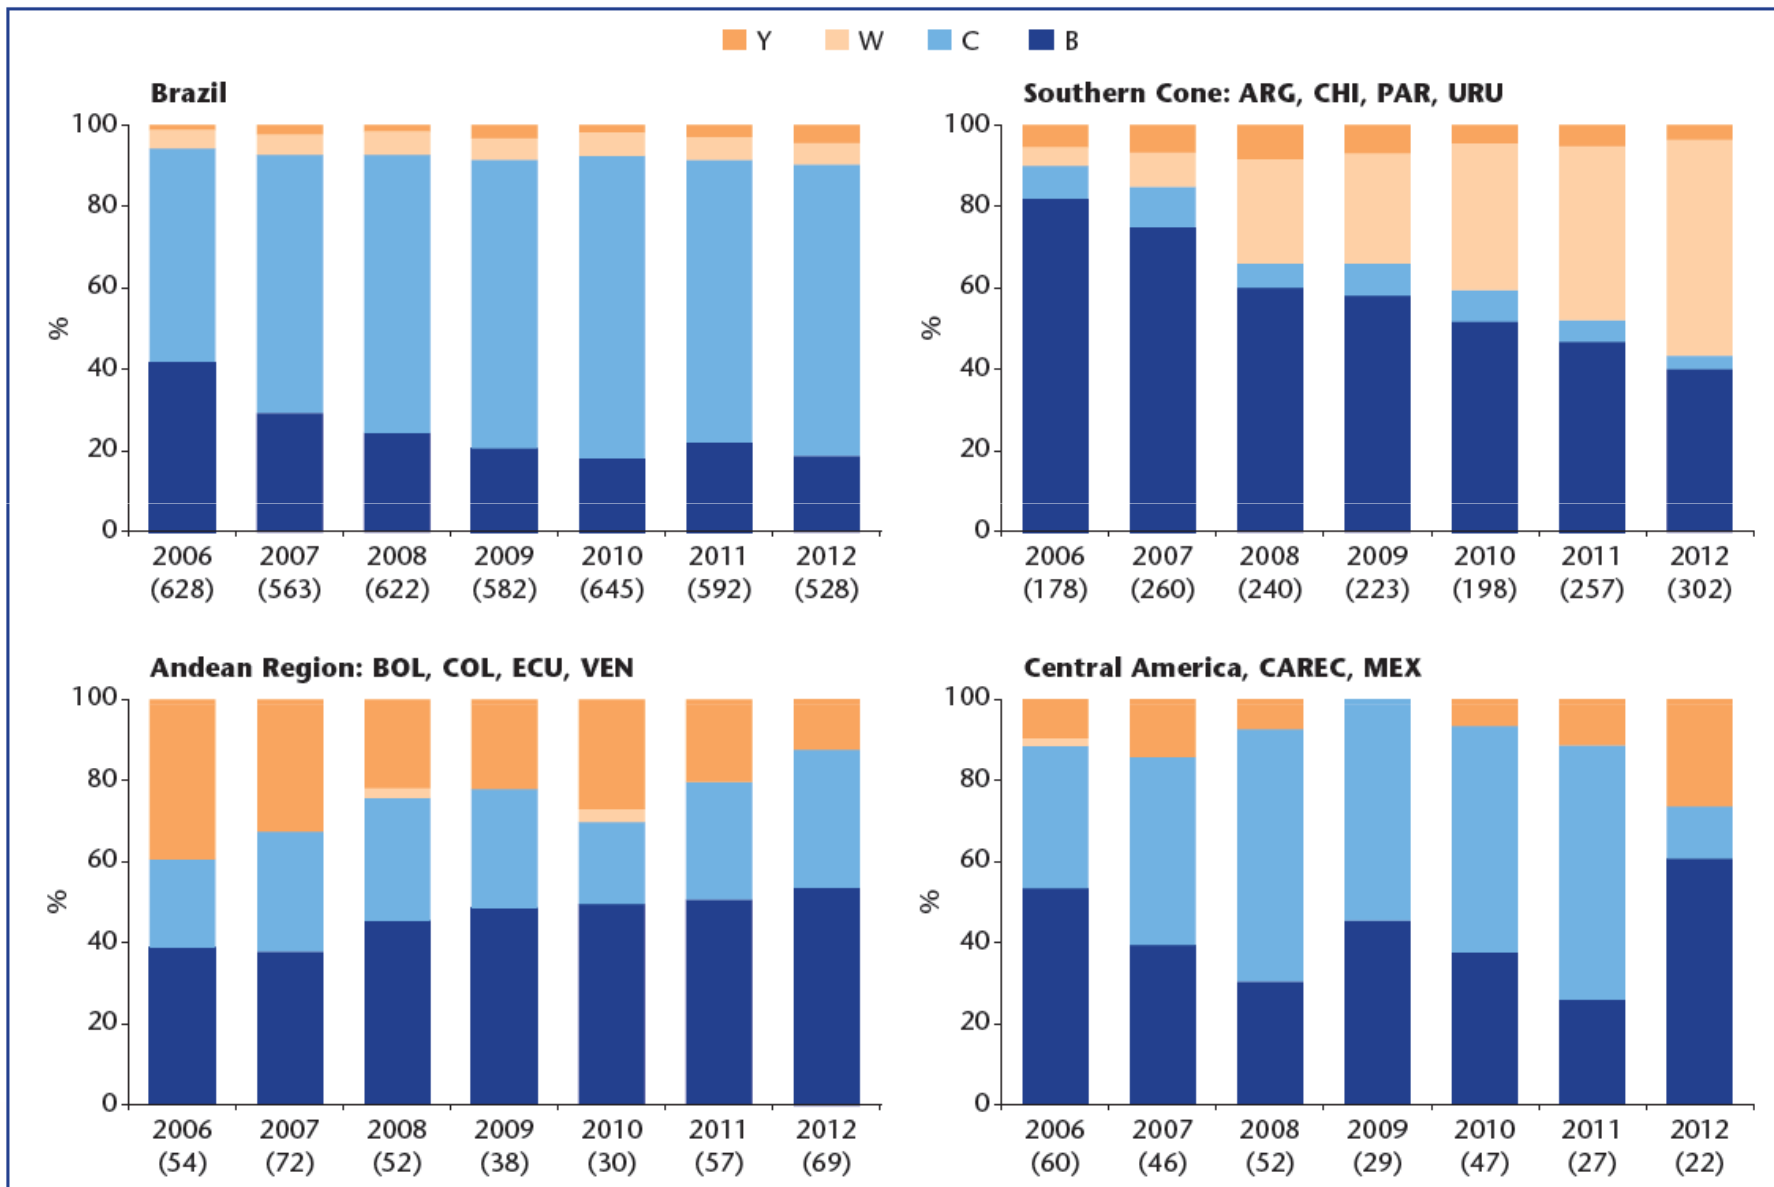 Y W C B
Brazil
100
80
60
40
20
0
%
2006 2007 2008 2009 2010 2011 2012
(628) (563) (622) (582) (645) (592) (528)
Southern Cone: ARG, CHI, PAR, URU
100
80
60
40
20
0
%
2006 2007 2008 2009 2010 2011 2012
(178) (260) (240) (223) (198) (257) (302)
Andean Region: BOL, COL, ECU, VEN
100
80
60
40
20
0
%
2006 2007 2008 2009 2010 2011 2012
(54) (72) (52) (38) (30) (57) (69)
Central America, CAREC, MEX
100
80
60
40
20
0
%
2006 2007 2008 2009 2010 2011 2012
(60) (46) (52) (29) (47) (27) (22)